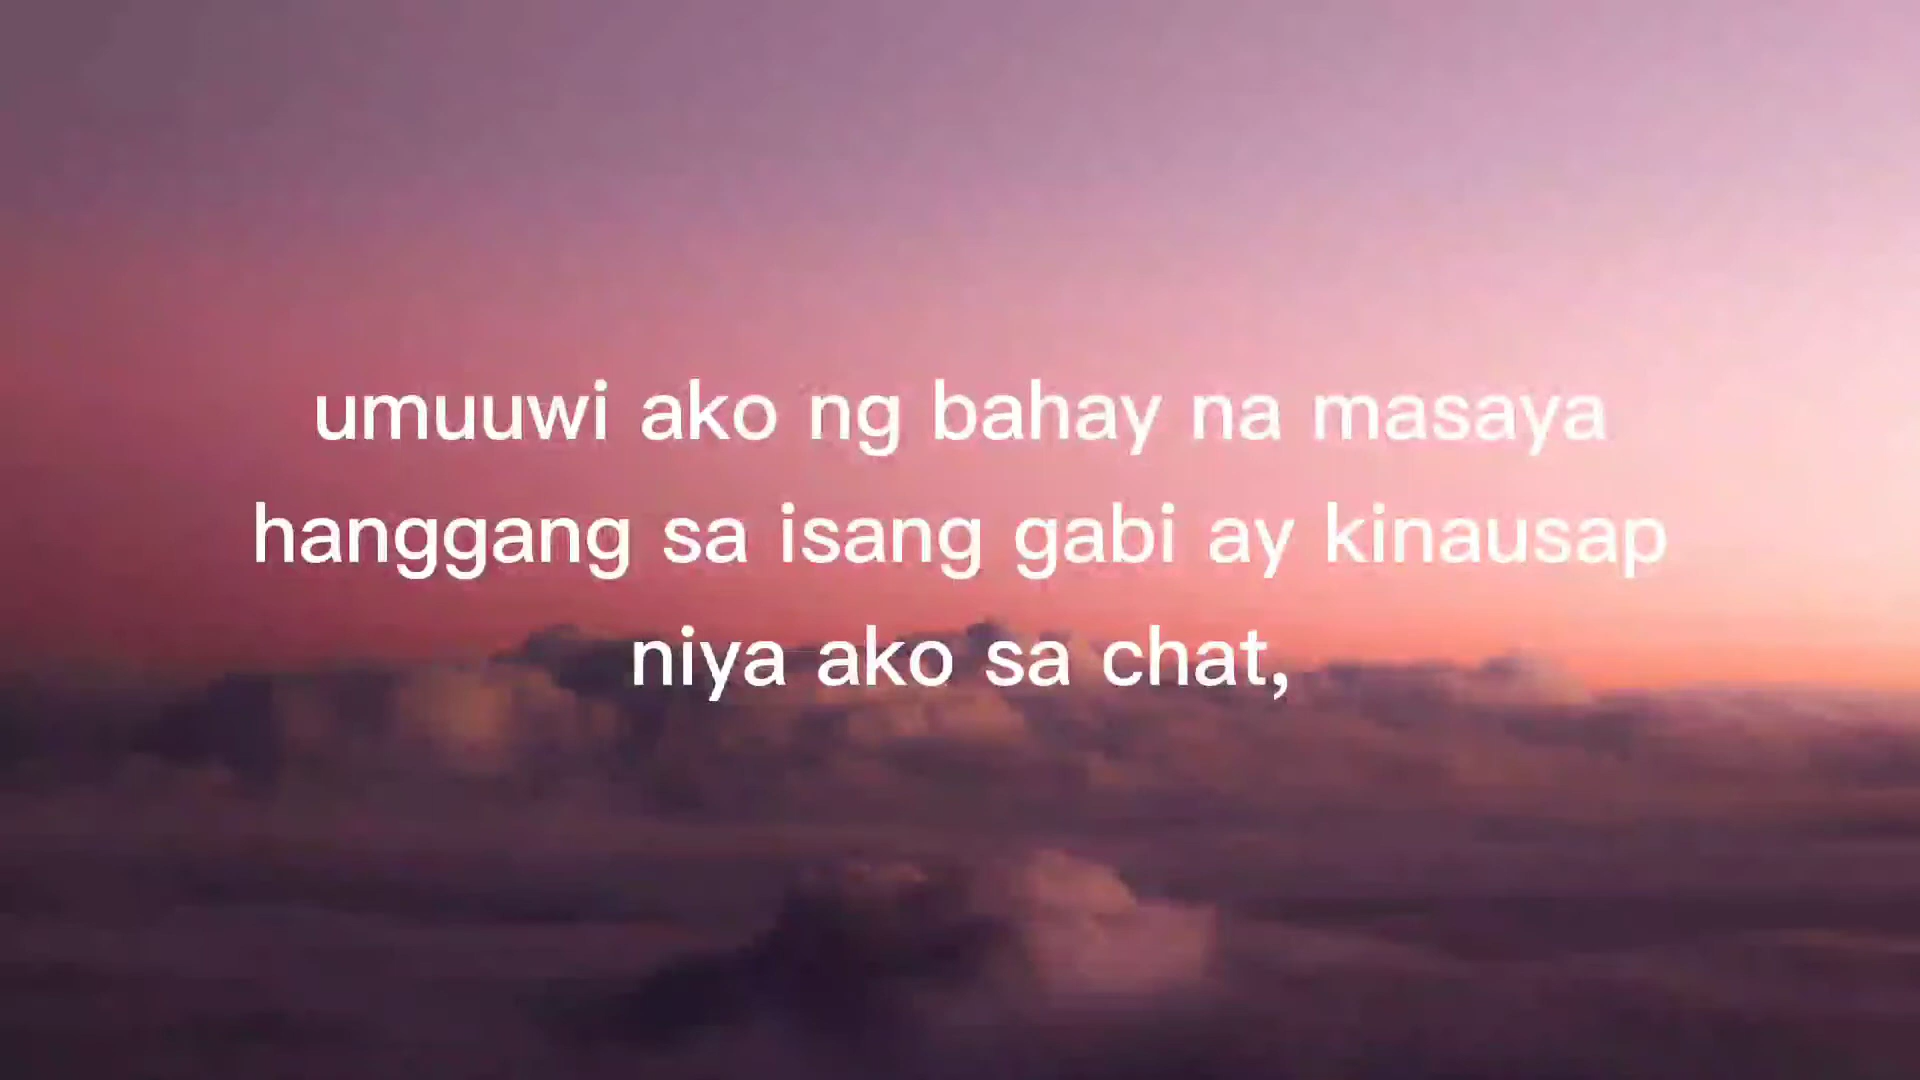 umuuwi ako ng bahay na masaya
hanggang sa isang gabi ay kinausap
niya ako sa chat,